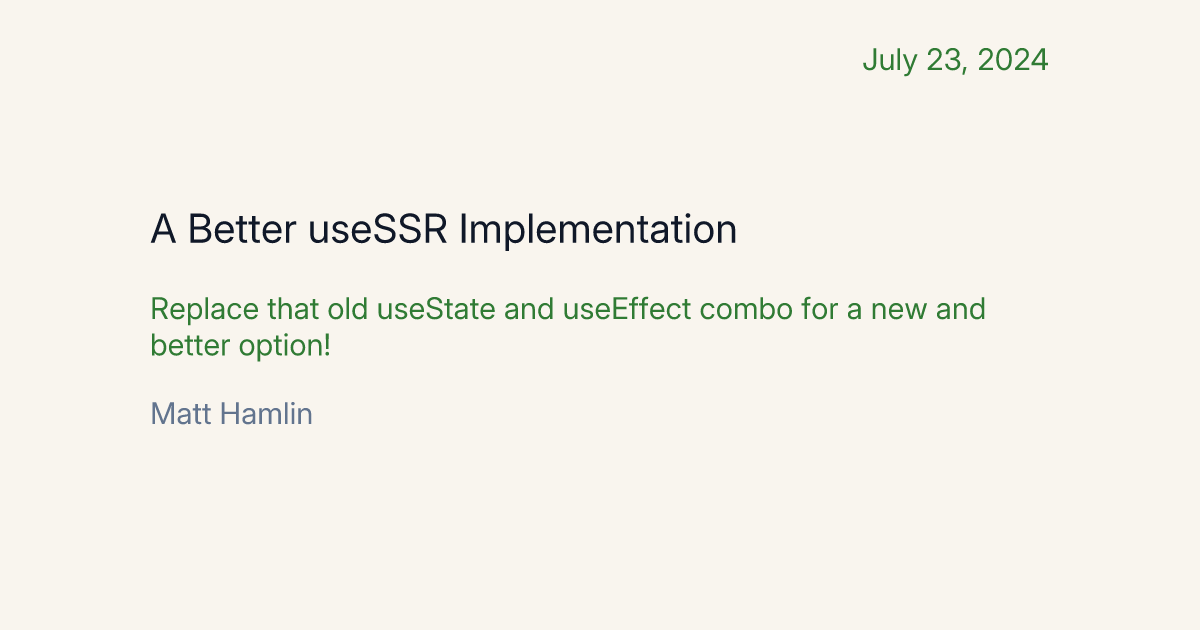 July 23, 2024
A Better useSSR Implementation
Replace that old useState and useEffect combo for a new and
better option!
Matt Hamlin